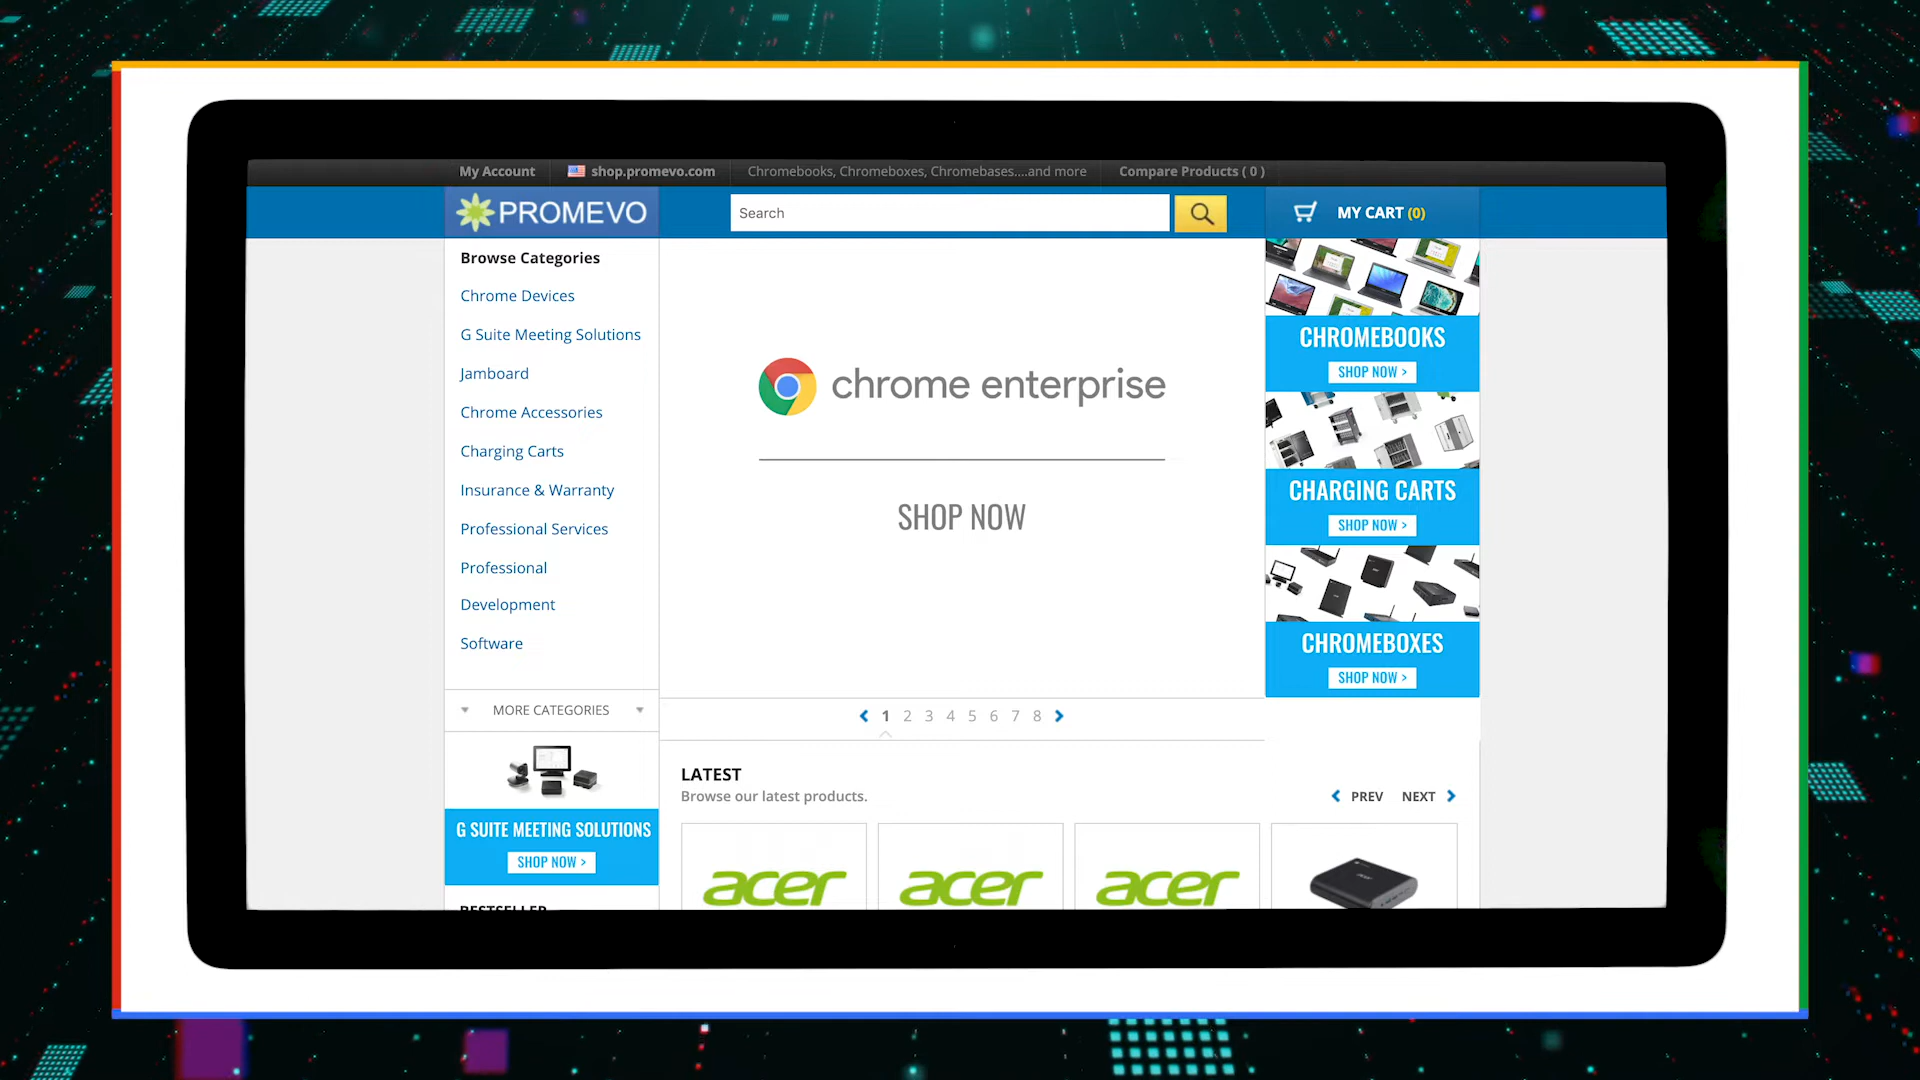 My Account
shop.promevo.com
Chromebooks, Chromeboxes, Chromebases....and more
Compare Products ( 0 )
PROMEVO
Search
MY CART (0)
Browse Categories
Chrome Devices
G Suite Meeting Solutions
Jamboard
Chrome Accessories
Charging Carts
Insurance & Warranty
Professional Services
Professional
Development
Software
MORE CATEGORIES
G SUITE MEETING SOLUTIONS
SHOP NOW >
BESTSELLER
chrome enterprise
SHOP NOW
1 2 3 4 5 6 7 8
LATEST
Browse our latest products.
PREV NEXT
acer acer acer
CHROMEBOOKS
SHOP NOW >
CHARGING CARTS
SHOP NOW >
CHROMEBOXES
SHOP NOW >